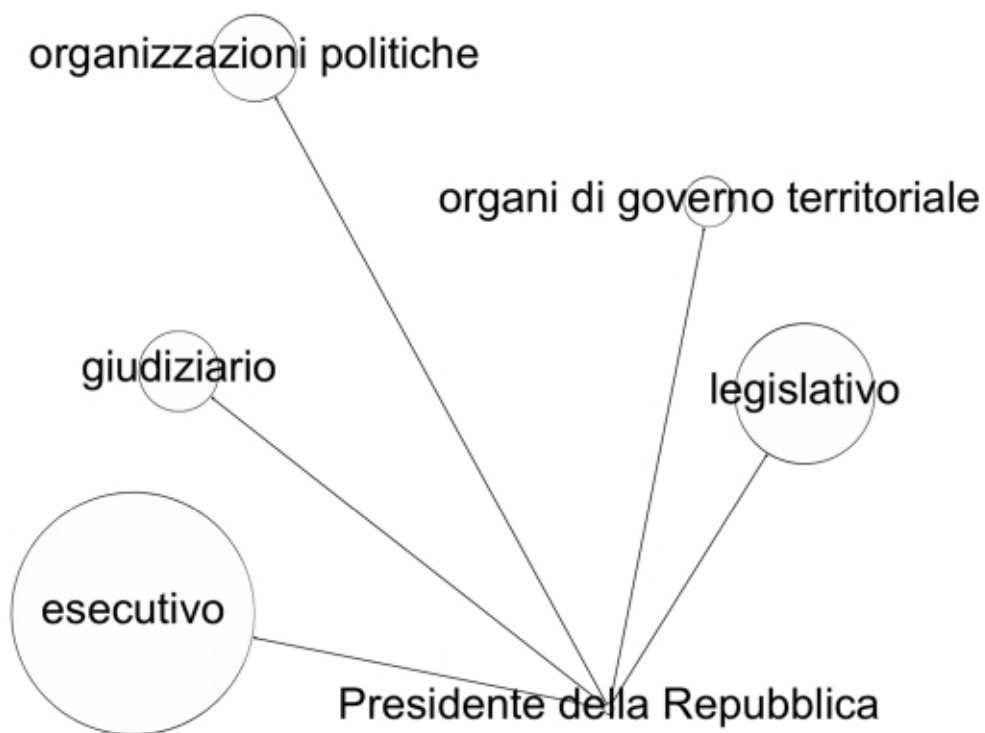 organizzazioni politiche
organi di governo territoriale
giudiziario
legislativo
esecutivo
Presidente della Repubblica